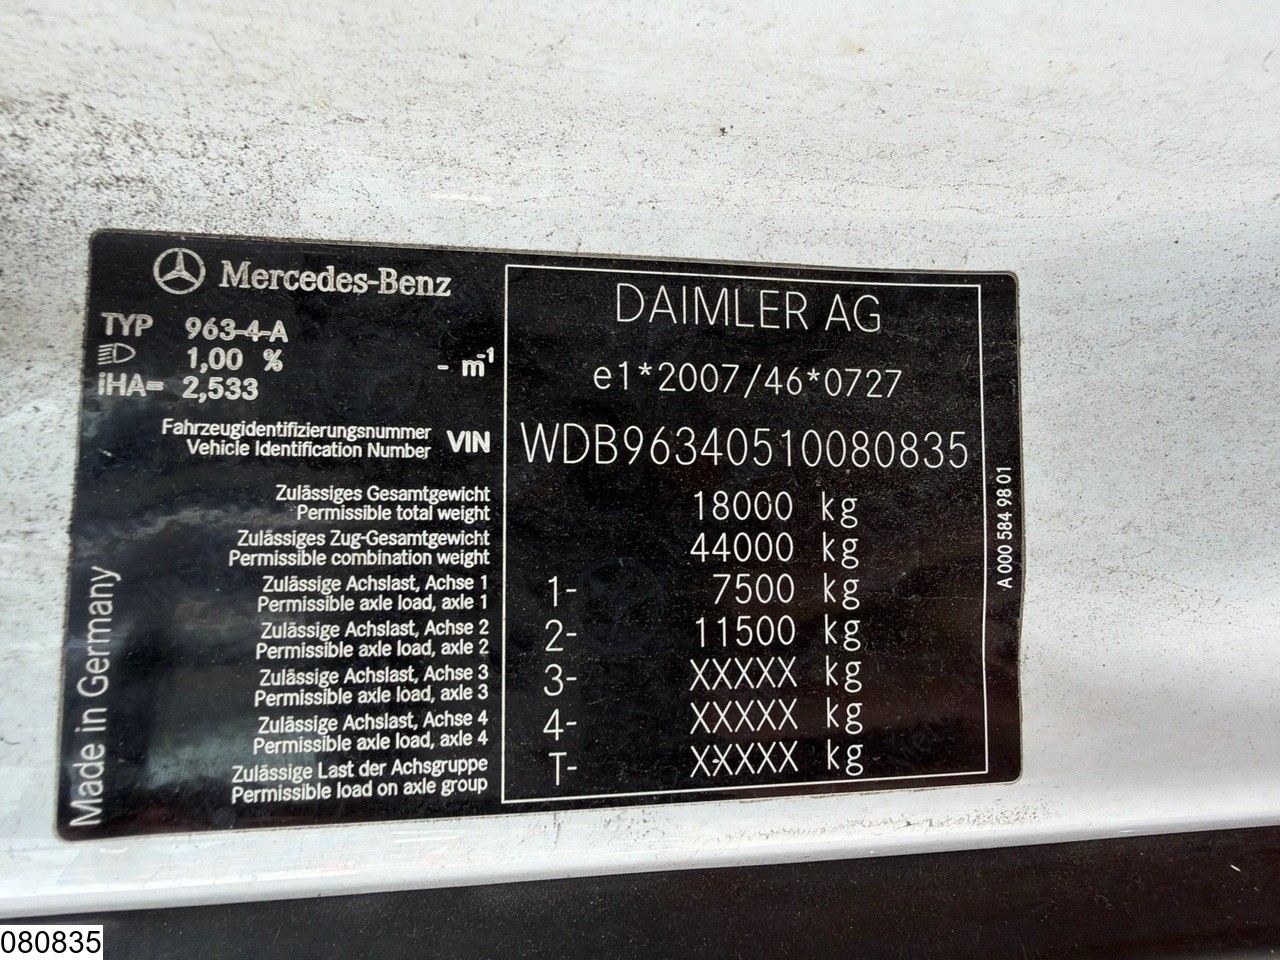 Mercedes-Benz
TYP 963-4-A
1,00 % - m-1
iHA= 2,533
DAIMLER AG
e1*2007/46*0727
Fahrzeugidentifizierungsnummer
Vehicle Identification Number VIN WDB96340510080835
Zulässiges Gesamtgewicht
Permissible total weight 18000 kg
Zulässiges Zug-Gesamtgewicht
Permissible combination weight 44000 kg
Zulässige Achslast, Achse 1
Permissible axle load, axle 1 1- 7500 kg
Zulässige Achslast, Achse 2
Permissible axle load, axle 2 2- 11500 kg
Zulässige Achslast, Achse 3
Permissible axle load, axle 3 3- XXXXX kg
Zulässige Achslast, Achse 4
Permissible axle load, axle 4 4- XXXXX kg
Zulässige Last der Achsgruppe
Permissible load on axle group T- XXXXX kg
Made in Germany
A 000 584 98 01
080835